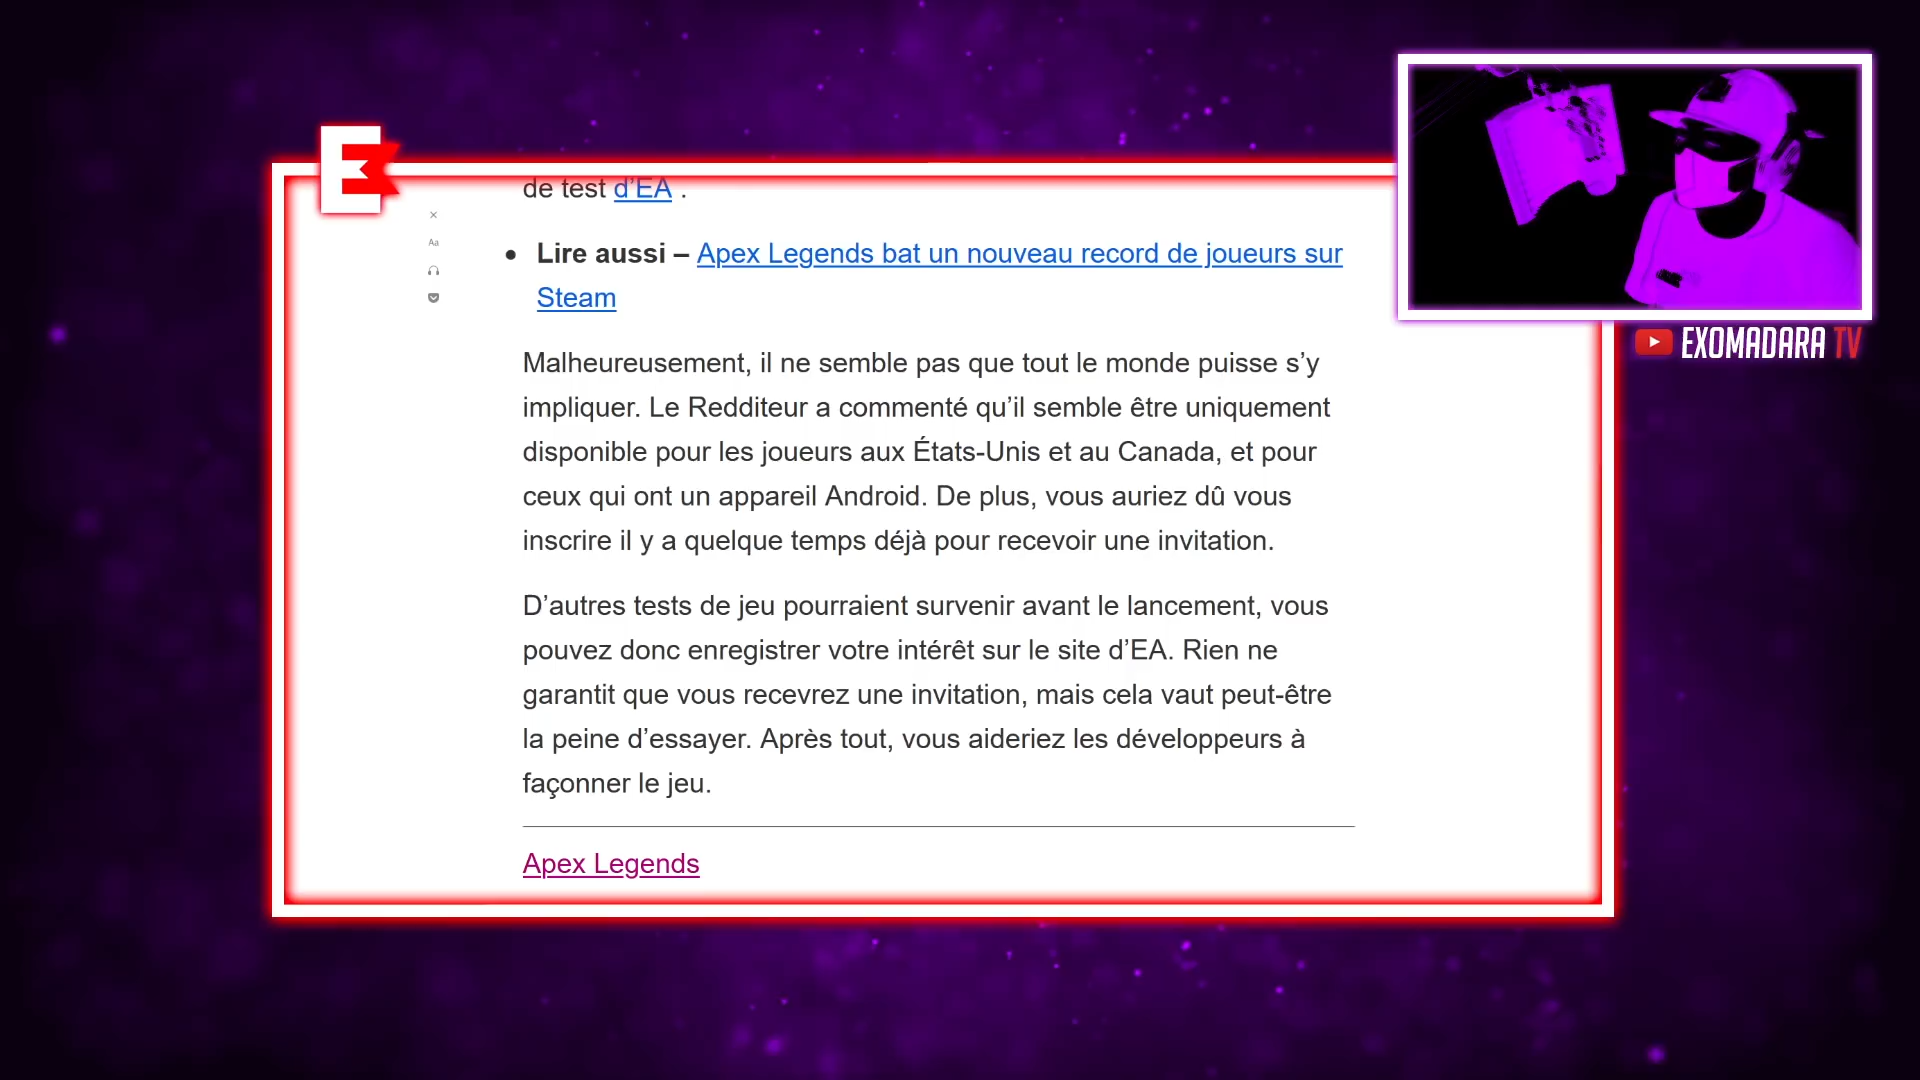 E
de test d’EA .
Aa
• Lire aussi – Apex Legends bat un nouveau record de joueurs sur
Steam
EXOMADARA TV
Malheureusement, il ne semble pas que tout le monde puisse s’y
impliquer. Le Redditeur a commenté qu’il semble être uniquement
disponible pour les joueurs aux États-Unis et au Canada, et pour
ceux qui ont un appareil Android. De plus, vous auriez dû vous
inscrire il y a quelque temps déjà pour recevoir une invitation.
D’autres tests de jeu pourraient survenir avant le lancement, vous
pouvez donc enregistrer votre intérêt sur le site d’EA. Rien ne
garantit que vous recevrez une invitation, mais cela vaut peut-être
la peine d’essayer. Après tout, vous aideriez les développeurs à
façonner le jeu.
Apex Legends